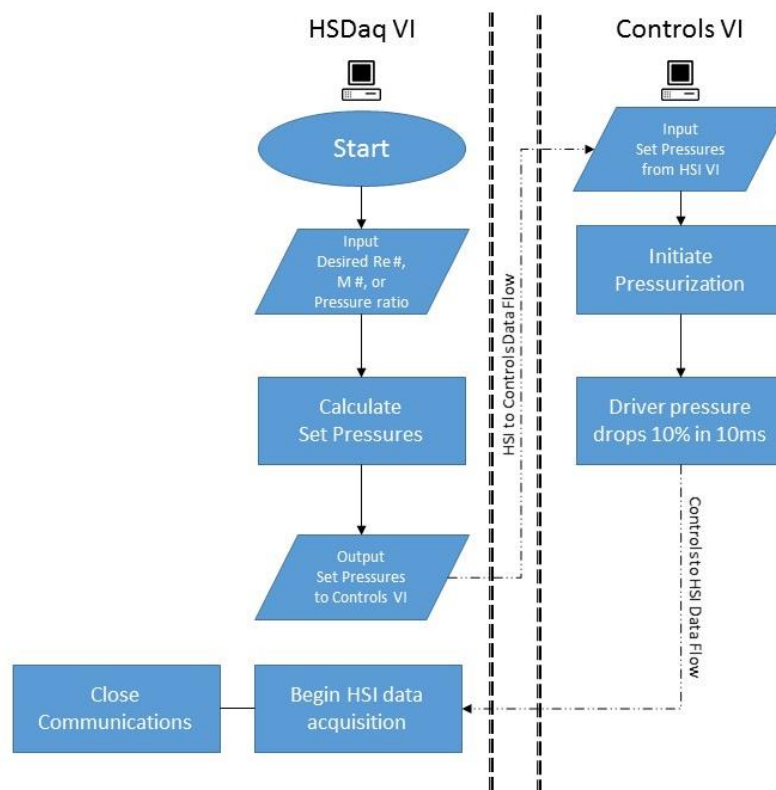 HSDaq VI
Start
Input
Desired Re #,
M #, or
Pressure ratio
Calculate
Set Pressures
Output
Set Pressures
to Controls VI
Begin HSI data
acquisition
Close
Communications
HSI to Controls Data Flow
Controls VI
Input
Set Pressures
from HSI VI
Initiate
Pressurization
Driver pressure
drops 10% in 10ms
Controls to HSI Data Flow